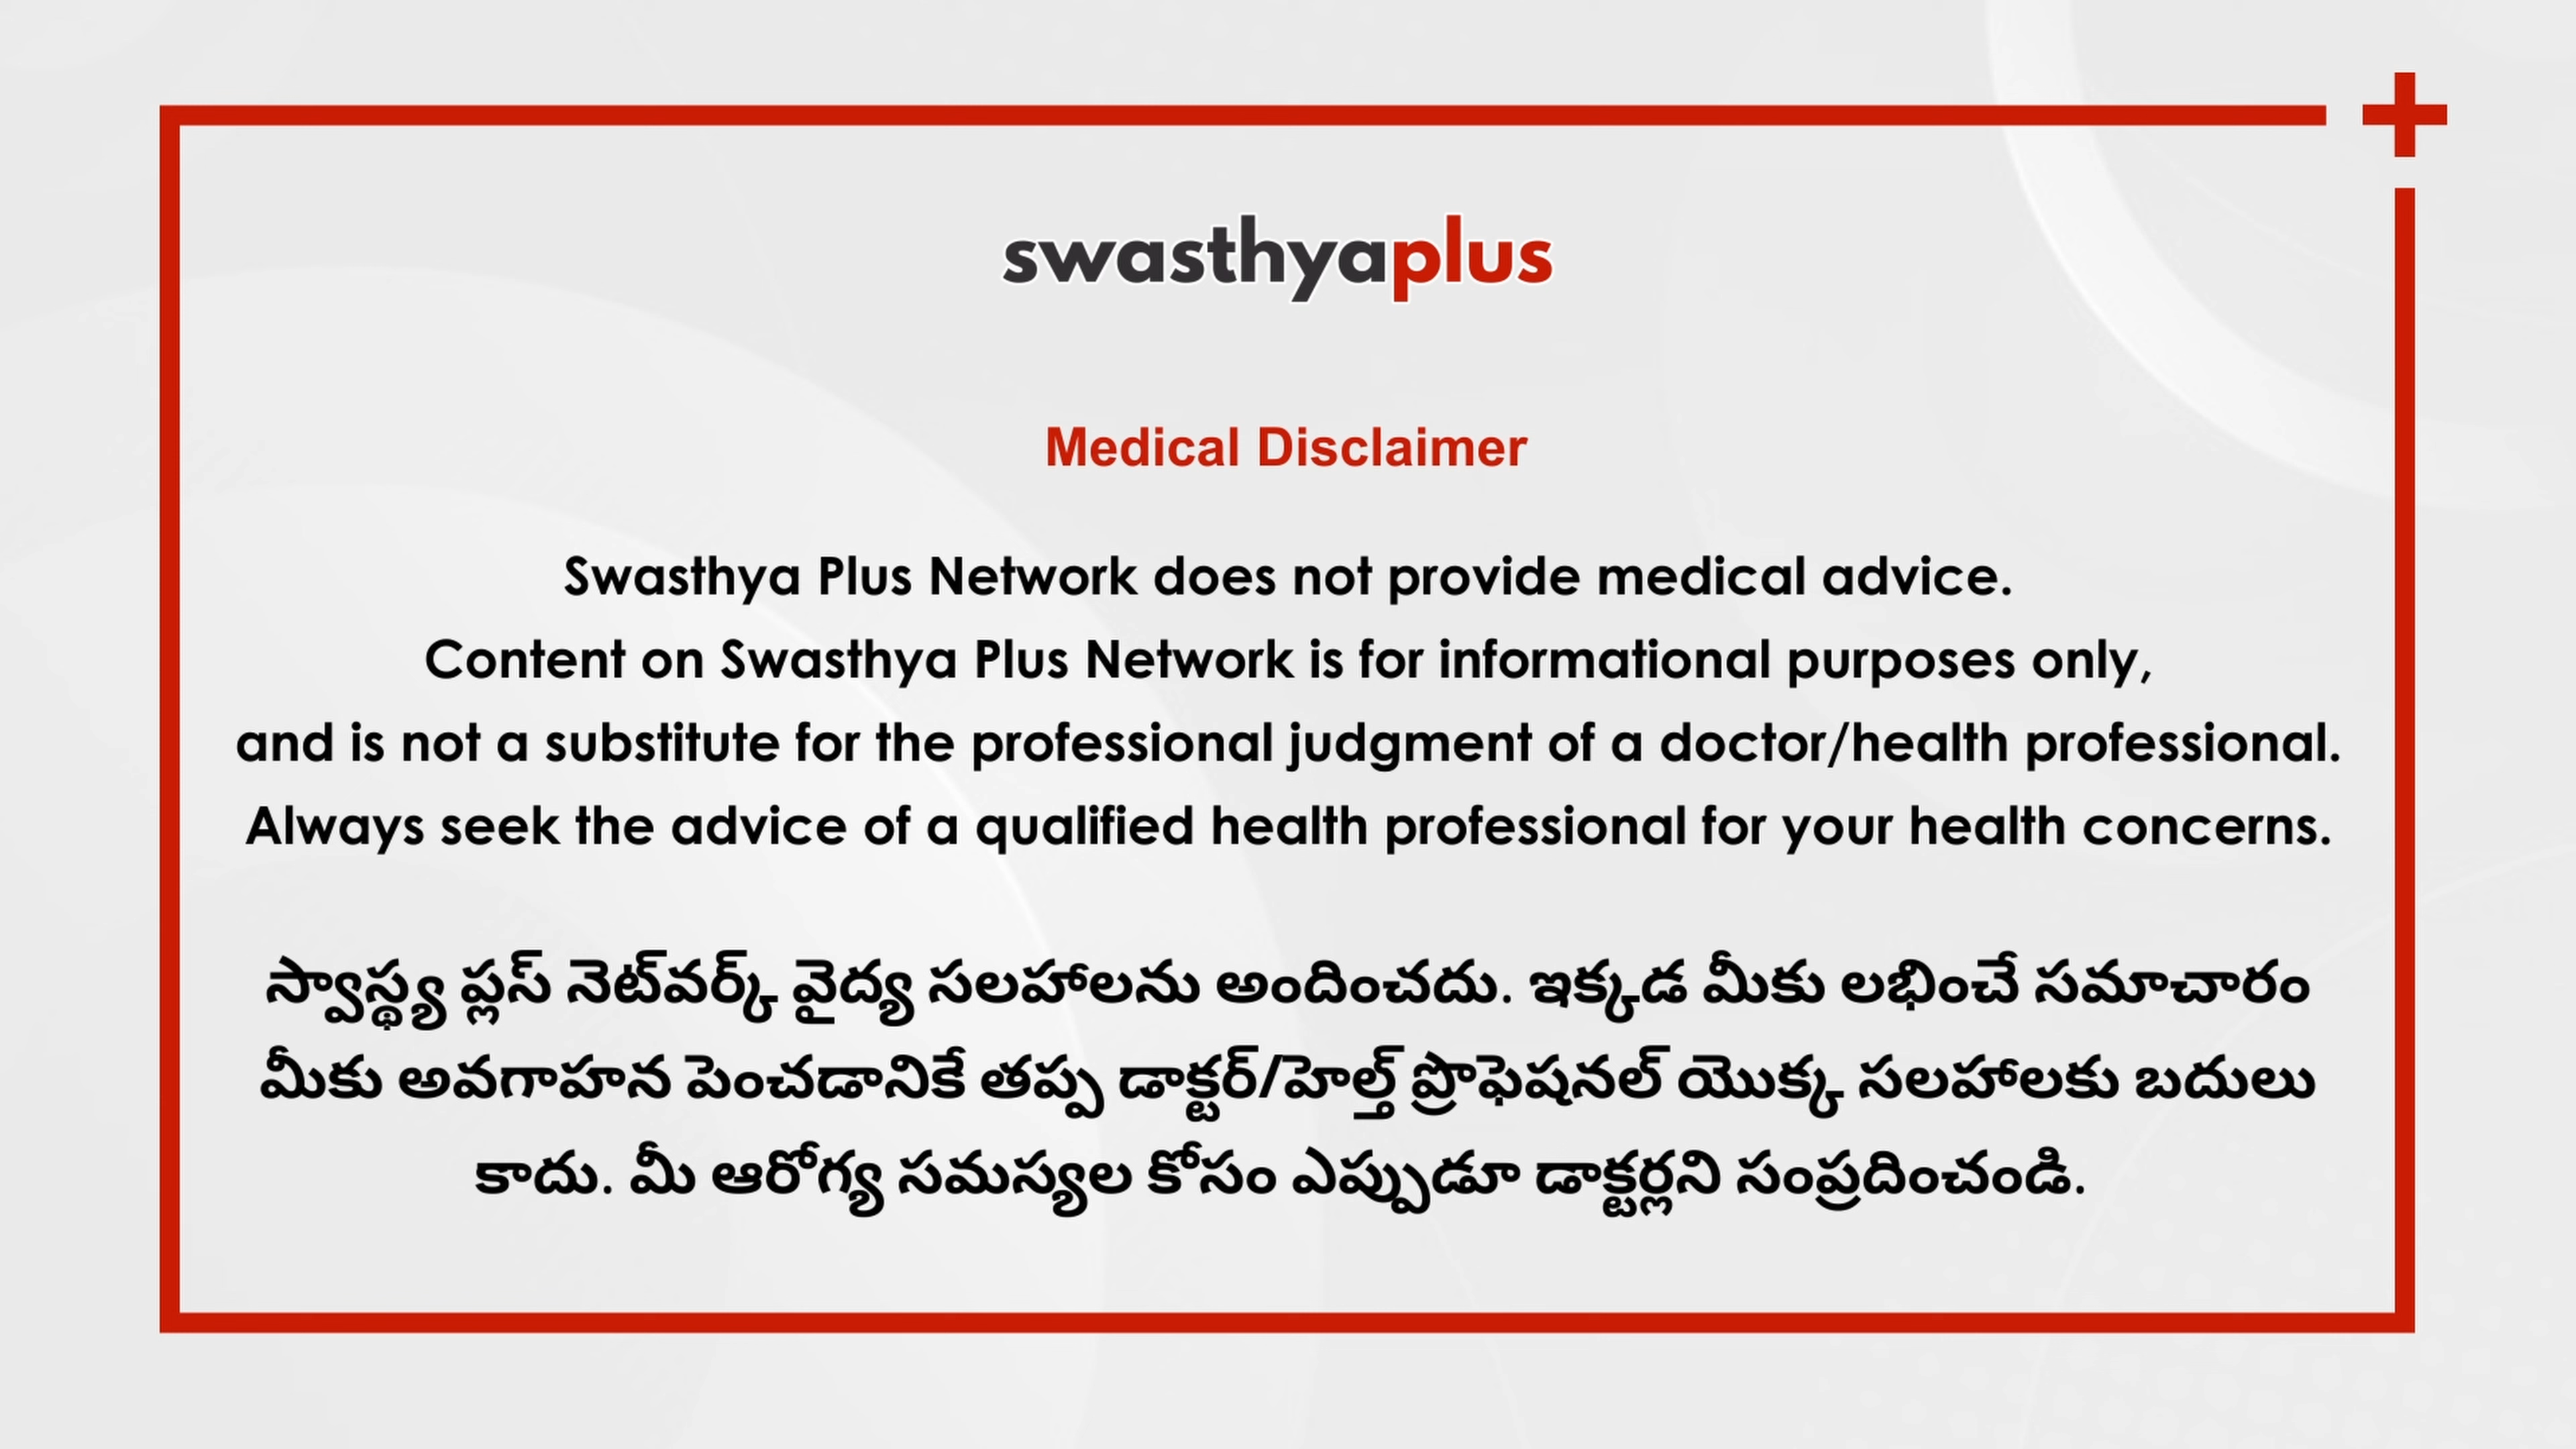 swasthyaplus
Medical Disclaimer
Swasthya Plus Network does not provide medical advice.
Content on Swasthya Plus Network is for informational purposes only,
and is not a substitute for the professional judgment of a doctor/health professional.
Always seek the advice of a qualified health professional for your health concerns.
స్వాస్థ్య ప్లస్ నెట్‌వర్క్ వైద్య సలహాలను అందించదు. ఇక్కడ మీకు లభించే సమాచారం
మీకు అవగాహన పెంచడానికే తప్ప డాక్టర్/హెల్త్ ప్రొఫెషనల్ యొక్క సలహాలకు బదులు
కాదు. మీ ఆరోగ్య సమస్యల కోసం ఎప్పుడూ డాక్టర్లని సంప్రదించండి.